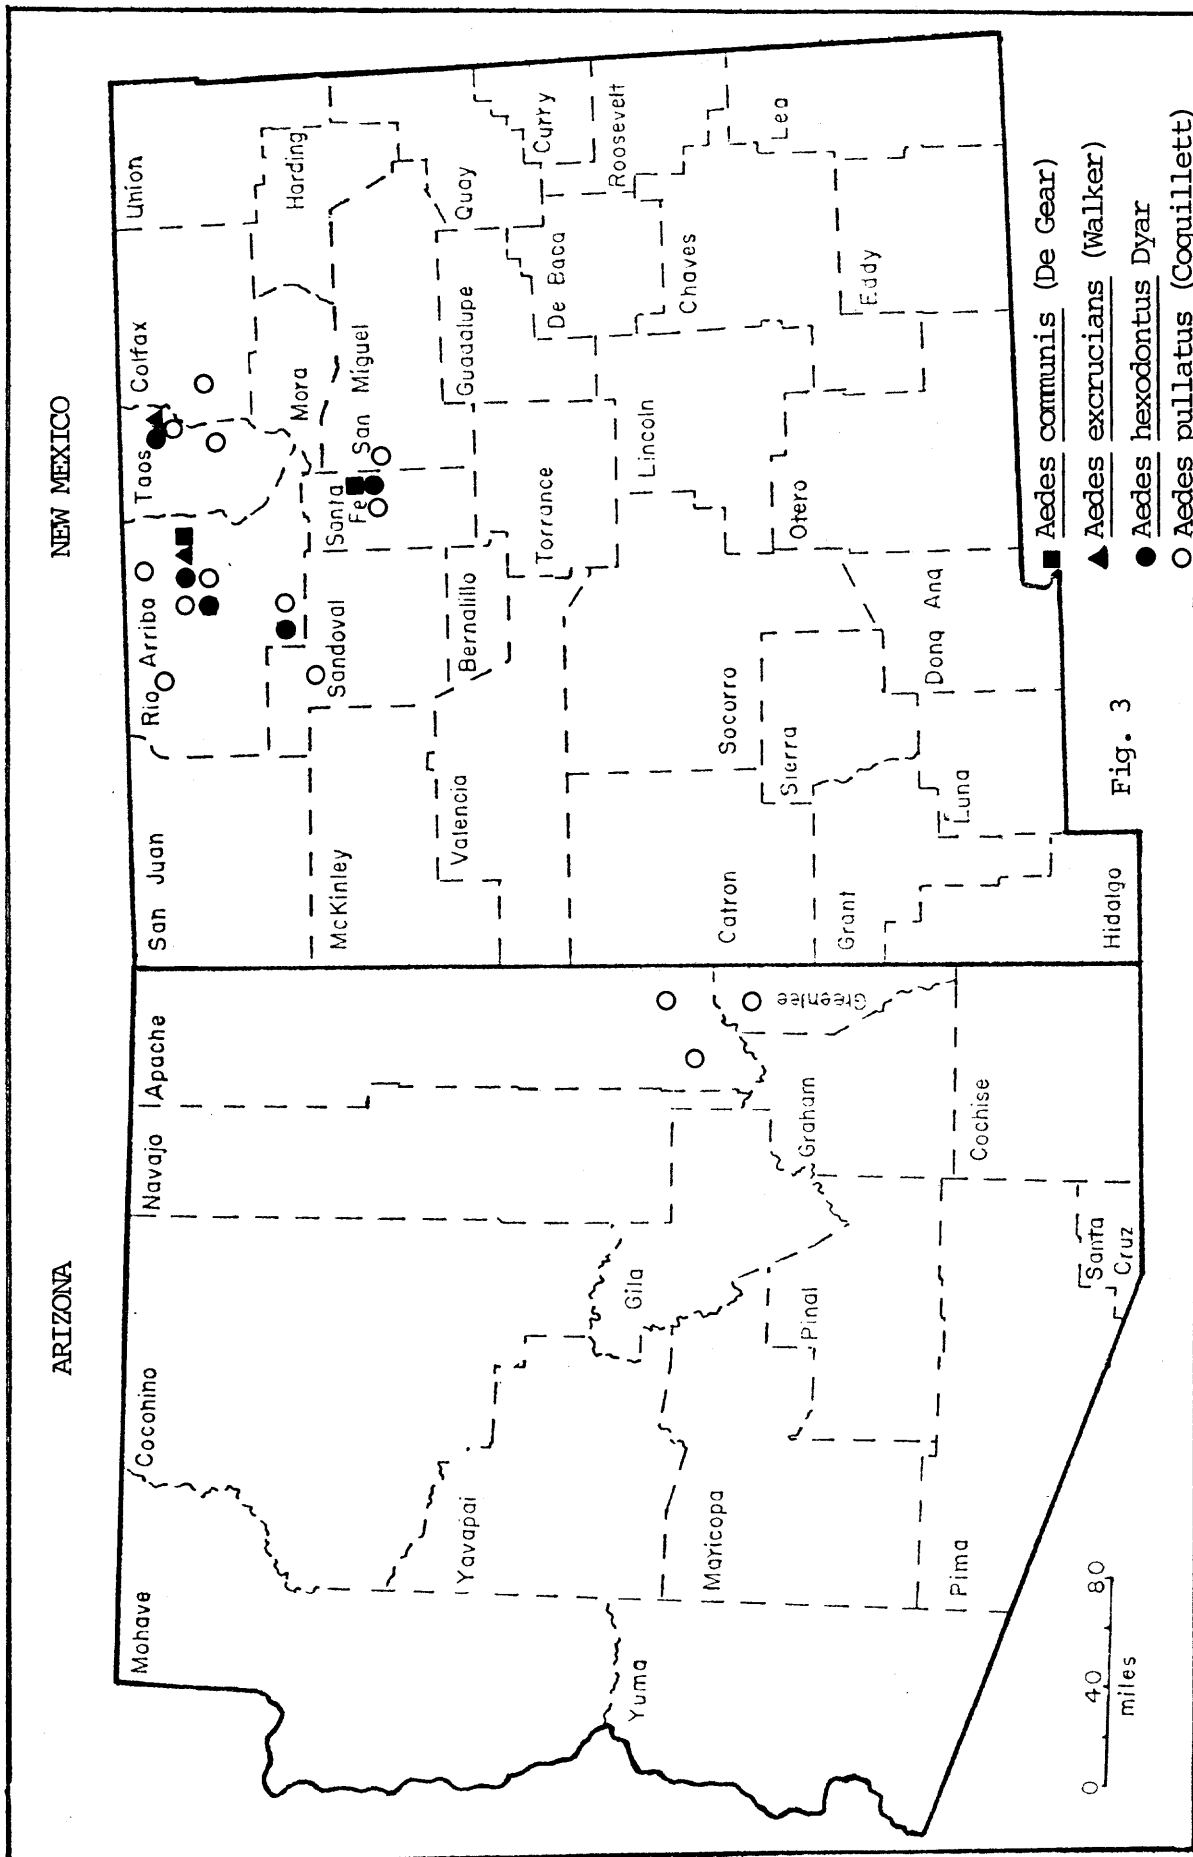 ARIZONA
NEW MEXICO
Mohave
Cocohino
Navajo
Apache
Yavapai
Yuma
Gila
Maricopa
Pinal
Graham
Greenlee
Pima
Cochise
Santa
Cruz
San Juan
Rio Arriba
Taos
Colfax
Union
McKinley
Sandoval
Santa
Fe
Mora
San Miguel
Harding
Valencia
Bernalillo
Torrance
Guadalupe
Quay
De Baca
Curry
Roosevelt
Catron
Socorro
Lincoln
Chaves
Lea
Grant
Sierra
Otero
Eddy
Hidalgo
Luna
Dona Ana
0 40 80
miles
Fig. 3
■ Aedes communis (De Gear)
▲ Aedes excrucians (Walker)
● Aedes hexodontus Dyar
○ Aedes pullatus (Coquillett)